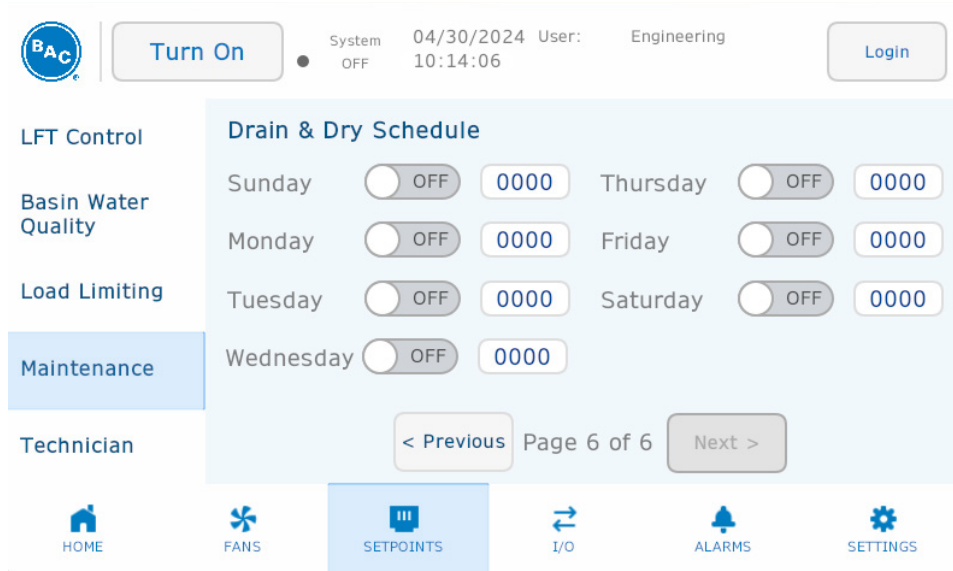 BAC
Turn On
System OFF
04/30/2024 User: Engineering
10:14:06
Login
LFT Control
Basin Water
Quality
Load Limiting
Maintenance
Technician
Drain & Dry Schedule
Sunday OFF 0000 Thursday OFF 0000
Monday OFF 0000 Friday OFF 0000
Tuesday OFF 0000 Saturday OFF 0000
Wednesday OFF 0000
< Previous Page 6 of 6 Next >
HOME FANS SETPOINTS I/O ALARMS SETTINGS